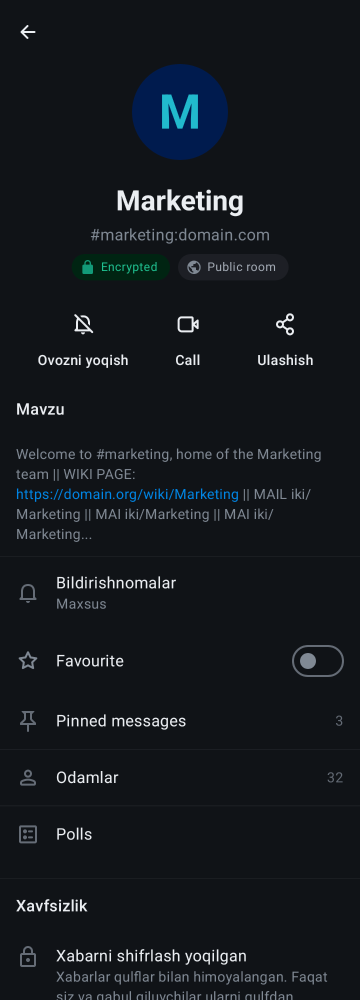 M
Marketing
#marketing:domain.com
Encrypted
Public room
Ovozni yoqish
Call
Ulashish
Mavzu
Welcome to #marketing, home of the Marketing
team || WIKI PAGE:
https://domain.org/wiki/Marketing || MAIL iki/
Marketing || MAI iki/Marketing || MAI iki/
Marketing...
Bildirishnomalar
Maxsus
Favourite
Pinned messages 3
Odamlar 32
Polls
Xavfsizlik
Xabarni shifrlash yoqilgan
Xabarlar qulflar bilan himoyalangan. Faqat
siz va qabul qiluvchilar ularni qulfdan